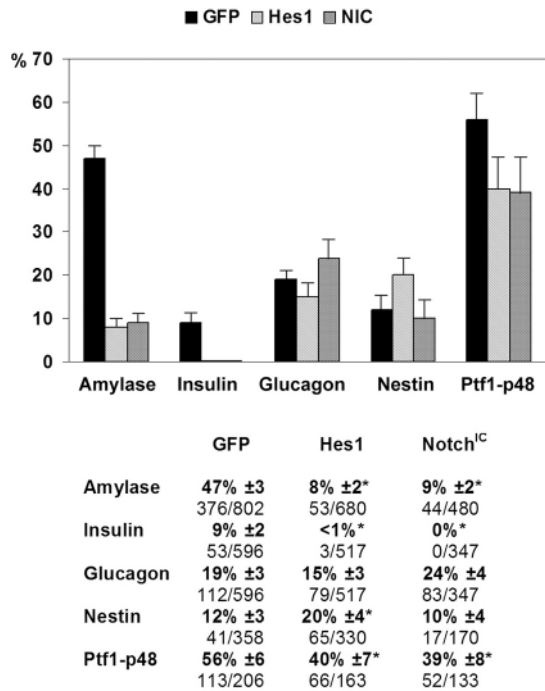 GFP Hes1 NIC
% 70
60
50
40
30
20
10
0
Amylase Insulin Glucagon Nestin Ptf1-p48
GFP Hes1 Notch^IC
Amylase 47% ±3 8% ±2* 9% ±2*
376/802 53/680 44/480
Insulin 9% ±2 <1%* 0%*
53/596 3/517 0/347
Glucagon 19% ±3 15% ±3 24% ±4
112/596 79/517 83/347
Nestin 12% ±3 20% ±4* 10% ±4
41/358 65/330 17/170
Ptf1-p48 56% ±6 40% ±7* 39% ±8*
113/206 66/163 52/133